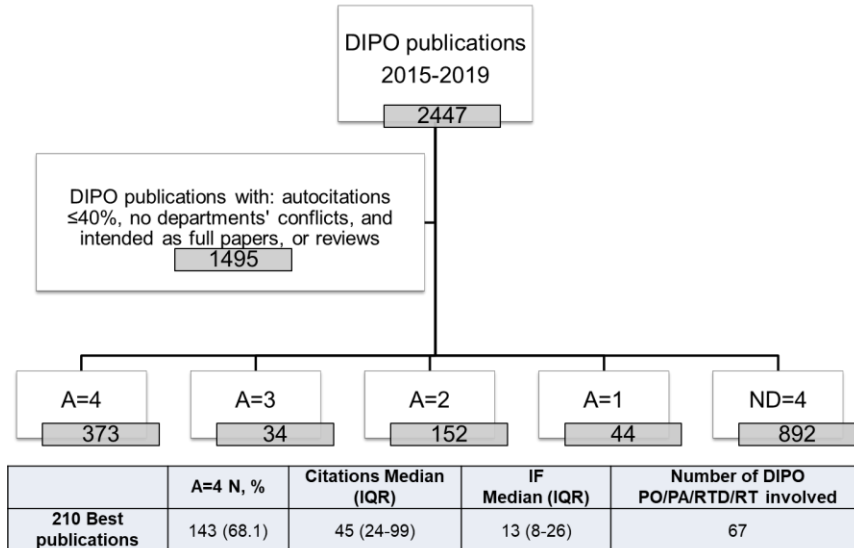 DIPO publications
2015-2019
2447
DIPO publications with: autocitations
≤40%, no departments' conflicts, and
intended as full papers, or reviews
1495
A=4
373
A=3
34
A=2
152
A=1
44
ND=4
892
A=4 N, %
Citations Median
(IQR)
IF
Median (IQR)
Number of DIPO
PO/PA/RTD/RT involved
210 Best
publications
143 (68.1)
45 (24-99)
13 (8-26)
67